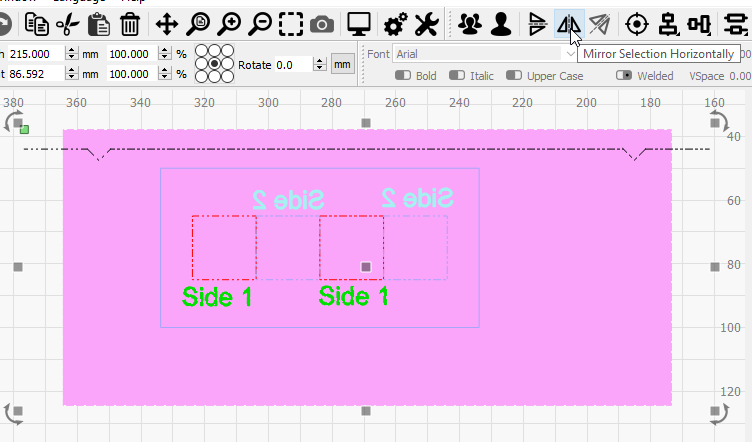 Language
h 215.000 mm 100.000 %
t 86.592 mm 100.000 %
Rotate 0.0 mm
Font Arial
Mirror Selection Horizontally
Bold Italic Upper Case Welded VSpace 0.00
380 360 340 320 300 280 260 240 220 200 180 160
40
60
80
100
120
Side 2 Side 2
Side 1 Side 1